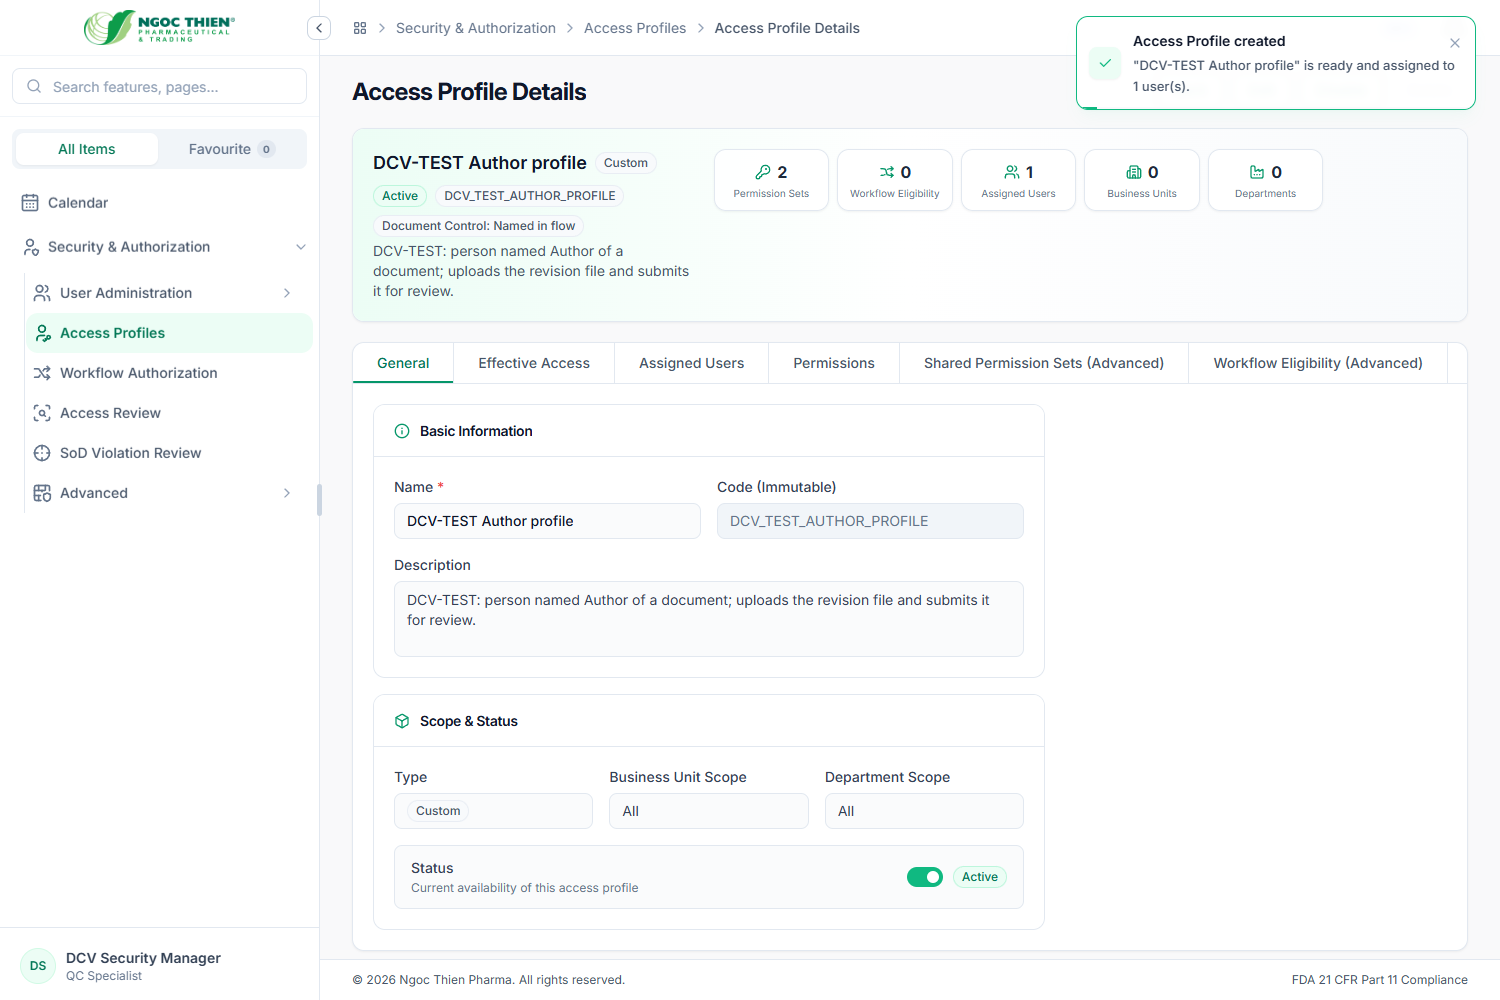 NGOC THIEN®
PHARMACEUTICAL
& TRADING
Security & Authorization
Access Profiles
Access Profile Details
Access Profile created
"DCV-TEST Author profile" is ready and assigned to
1 user(s).
Search features, pages...
All Items
Favourite 0
Calendar
Security & Authorization
User Administration
Access Profiles
Workflow Authorization
Access Review
SoD Violation Review
Advanced
DS
DCV Security Manager
QC Specialist
Access Profile Details
DCV-TEST Author profile
Custom
Active
DCV_TEST_AUTHOR_PROFILE
Document Control: Named in flow
DCV-TEST: person named Author of a
document; uploads the revision file and submits
it for review.
2
Permission Sets
0
Workflow Eligibility
1
Assigned Users
0
Business Units
0
Departments
General
Effective Access
Assigned Users
Permissions
Shared Permission Sets (Advanced)
Workflow Eligibility (Advanced)
Basic Information
Name *
Code (Immutable)
DCV-TEST Author profile
DCV_TEST_AUTHOR_PROFILE
Description
DCV-TEST: person named Author of a document; uploads the revision file and submits it
for review.
Scope & Status
Type
Business Unit Scope
Department Scope
Custom
All
All
Status
Current availability of this access profile
Active
© 2026 Ngoc Thien Pharma. All rights reserved.
FDA 21 CFR Part 11 Compliance